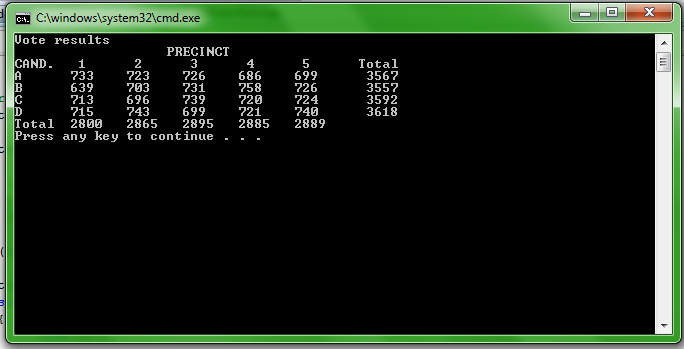 C:\windows\system32\cmd.exe
Vote results
PRECINCT
CAND. 1 2 3 4 5 Total
A 733 723 726 686 699 3567
B 639 703 731 758 726 3557
C 713 696 739 720 724 3592
D 715 743 699 721 740 3618
Total 2800 2865 2895 2885 2889
Press any key to continue . . .